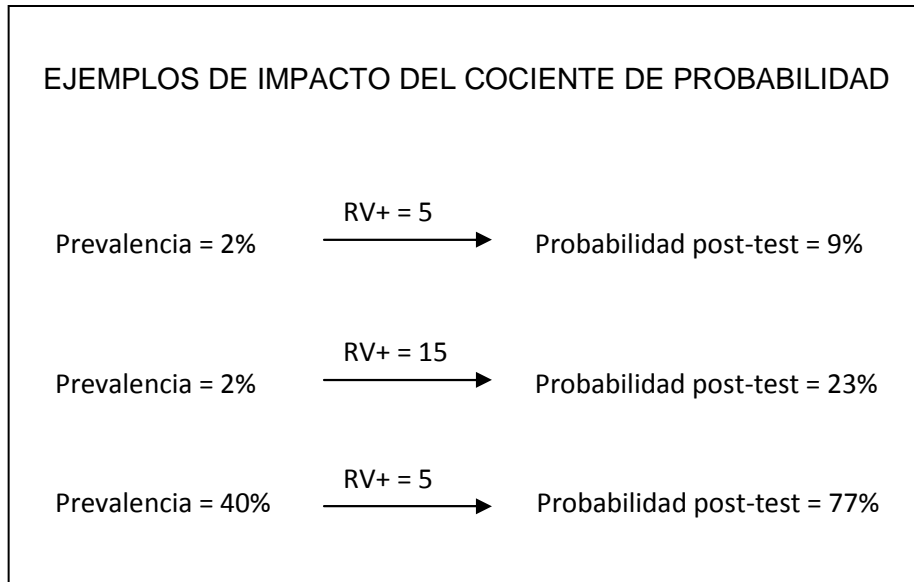 EJEMPLOS DE IMPACTO DEL COCIENTE DE PROBABILIDAD
RV+ = 5
Prevalencia = 2% Probabilidad post-test = 9%
RV+ = 15
Prevalencia = 2% Probabilidad post-test = 23%
RV+ = 5
Prevalencia = 40% Probabilidad post-test = 77%